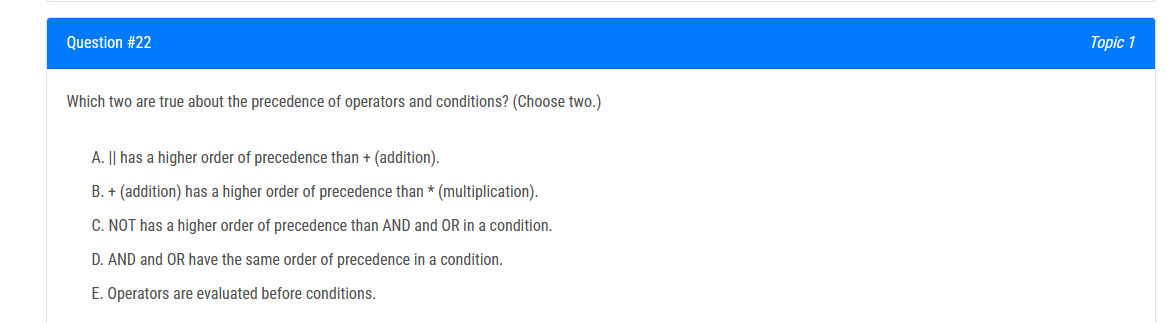 Question #22
Topic 1
Which two are true about the precedence of operators and conditions? (Choose two.)
A. || has a higher order of precedence than + (addition).
B. + (addition) has a higher order of precedence than * (multiplication).
C. NOT has a higher order of precedence than AND and OR in a condition.
D. AND and OR have the same order of precedence in a condition.
E. Operators are evaluated before conditions.